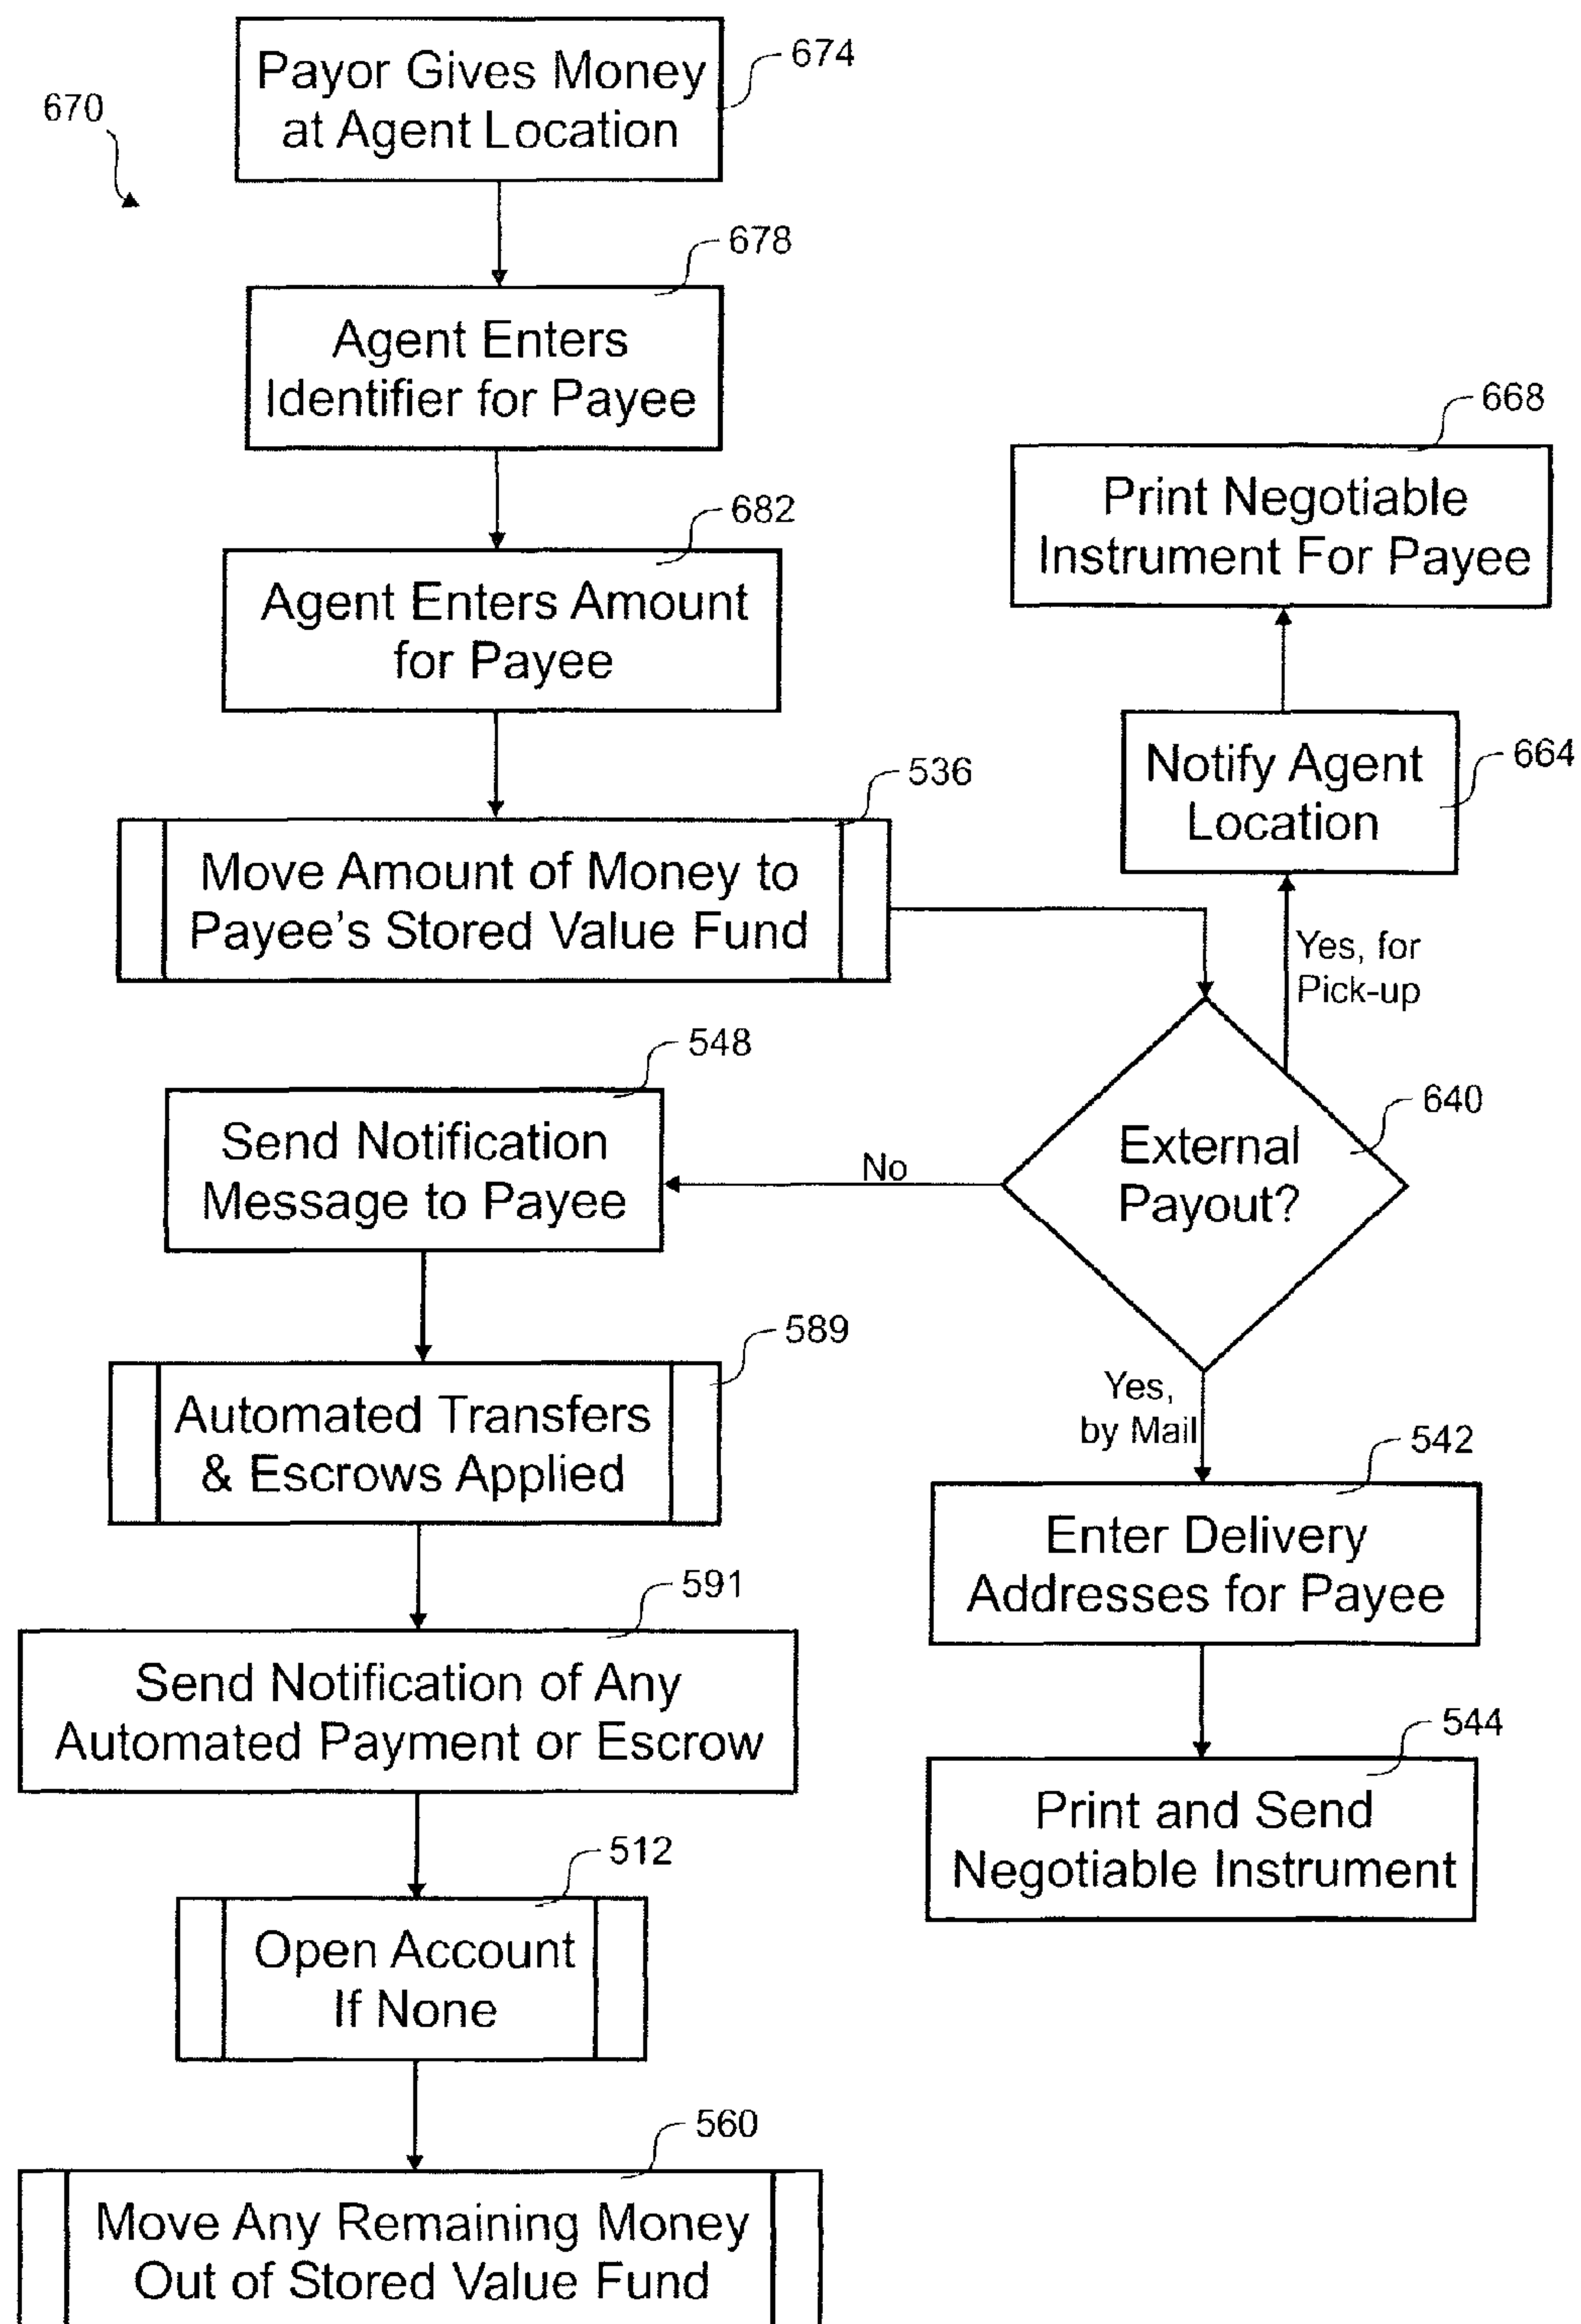 Payor Gives Money
at Agent Location
674
670
678
Agent Enters
Identifier for Payee
682
Agent Enters Amount
for Payee
536
Move Amount of Money to
Payee's Stored Value Fund
668
Print Negotiable
Instrument For Payee
Notify Agent
Location
664
Yes, for
Pick-up
640
External
Payout?
No
548
Send Notification
Message to Payee
589
Automated Transfers
& Escrows Applied
591
Send Notification of Any
Automated Payment or Escrow
512
Open Account
If None
560
Move Any Remaining Money
Out of Stored Value Fund
Yes,
by Mail
542
Enter Delivery
Addresses for Payee
544
Print and Send
Negotiable Instrument